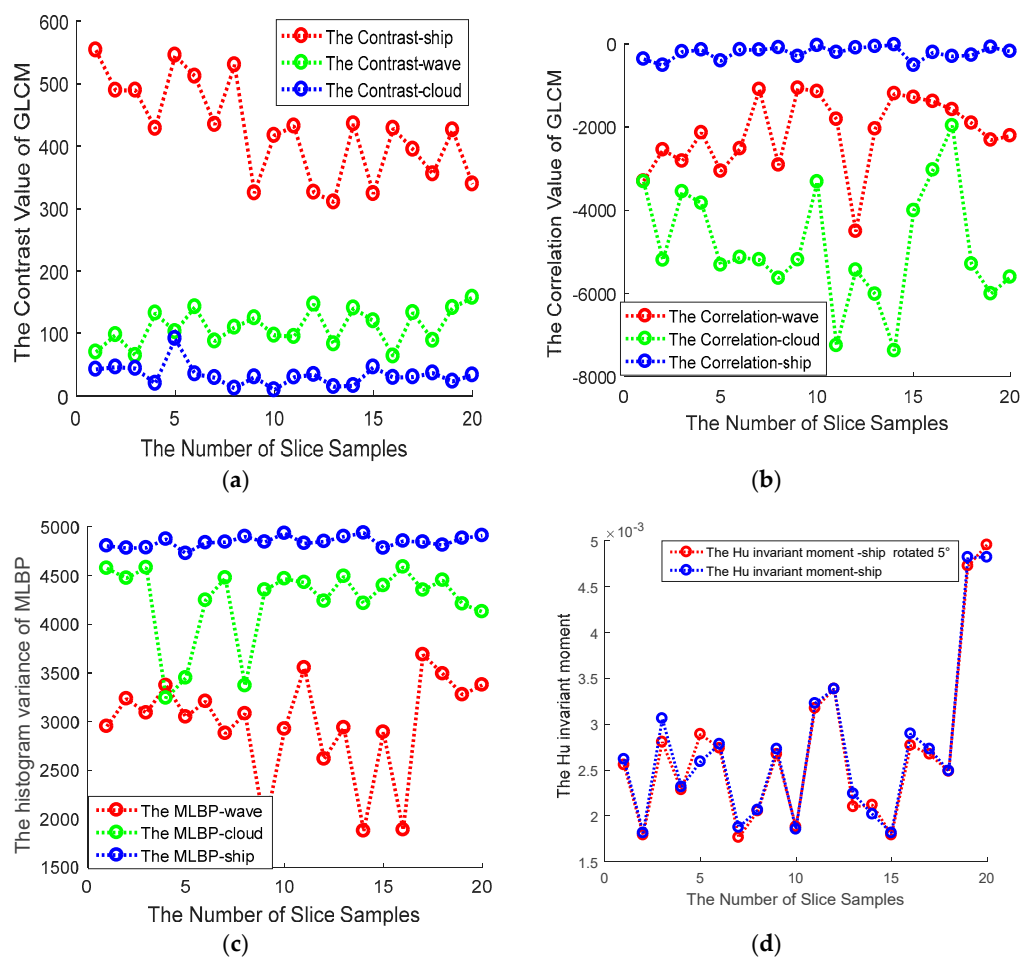 600
500
400
300
200
100
0
The Contrast Value of GLCM
The Contrast-ship
The Contrast-wave
The Contrast-cloud
0 5 10 15 20
The Number of Slice Samples
(a)
0
-2000
-4000
-6000
-8000
The Correlation Value of GLCM
The Correlation-wave
The Correlation-cloud
The Correlation-ship
0 5 10 15 20
The Number of Slice Samples
(b)
5000
4500
4000
3500
3000
2500
2000
1500
The histogram variance of MLBP
The MLBP-wave
The MLBP-cloud
The MLBP-ship
0 5 10 15 20
The Number of Slice Samples
(c)
×10⁻³
5
4.5
4
3.5
3
2.5
2
1.5
The Hu invariant moment
The Hu invariant moment -ship rotated 5°
The Hu invariant moment-ship
0 5 10 15 20
The Number of Slice Samples
(d)